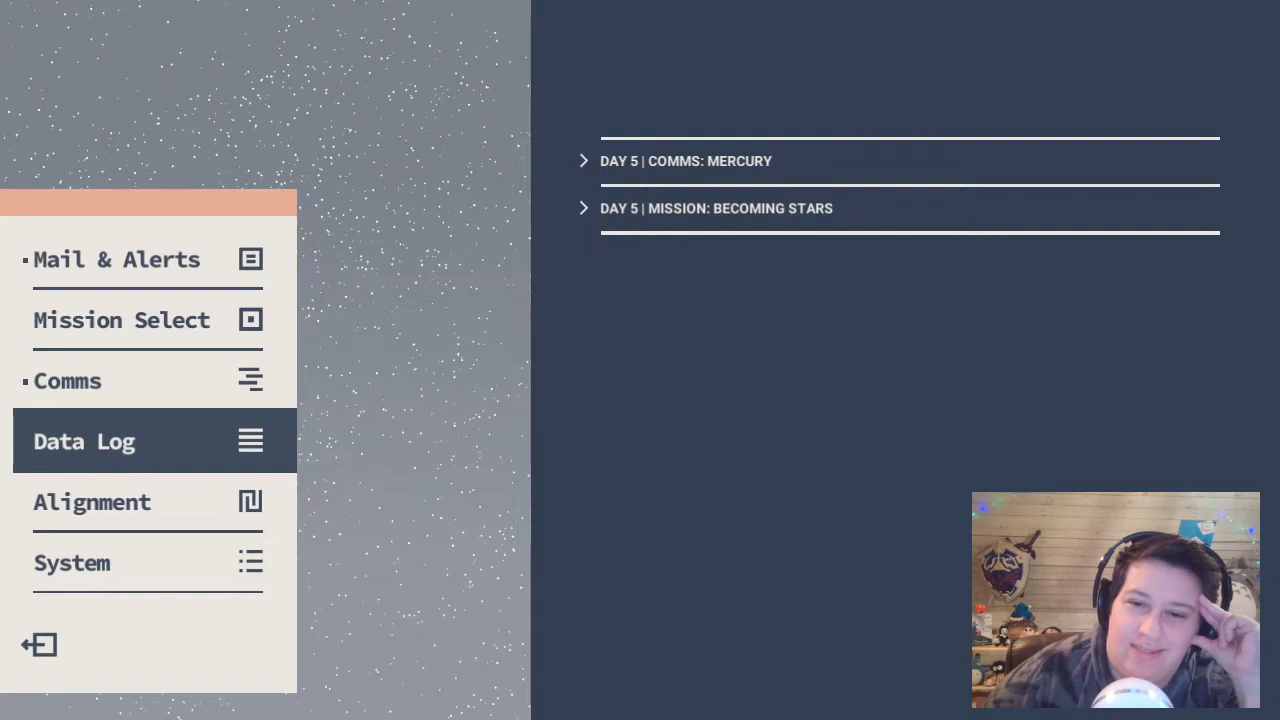 Mail & Alerts
Mission Select
Comms
Data Log
Alignment
System
DAY 5 | COMMS: MERCURY
DAY 5 | MISSION: BECOMING STARS